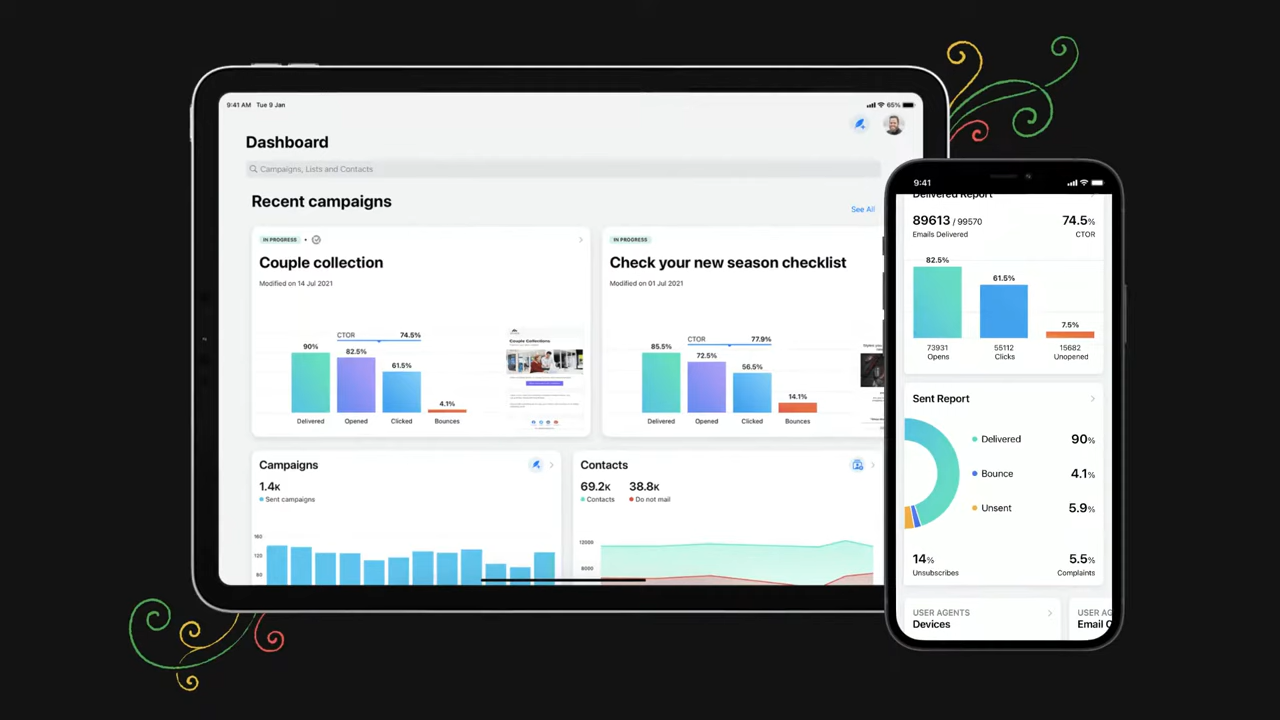 9:41 AM Tue 9 Jan
65%
Dashboard
Campaigns, Lists and Contacts
Recent campaigns
See All
IN PROGRESS
Couple collection
Modified on 14 Jul 2021
CTOR 74.5%
90%
82.5%
61.5%
4.1%
Delivered Opened Clicked Bounces
Couple Collections
IN PROGRESS
Check your new season checklist
Modified on 01 Jul 2021
CTOR 77.9%
85.5%
72.5%
56.5%
14.1%
Delivered Opened Clicked Bounces
Campaigns
1.4K
Sent campaigns
160
120
80
Contacts
69.2K 38.8K
Contacts Do not mail
12000
8000
9:41
Delivered Report
89613 / 99570 74.5%
Emails Delivered CTOR
82.5%
61.5%
7.5%
73931 55112 15682
Opens Clicks Unopened
Sent Report
Delivered 90%
Bounce 4.1%
Unsent 5.9%
14% 5.5%
Unsubscribes Complaints
USER AGENTS USER AG
Devices Email C